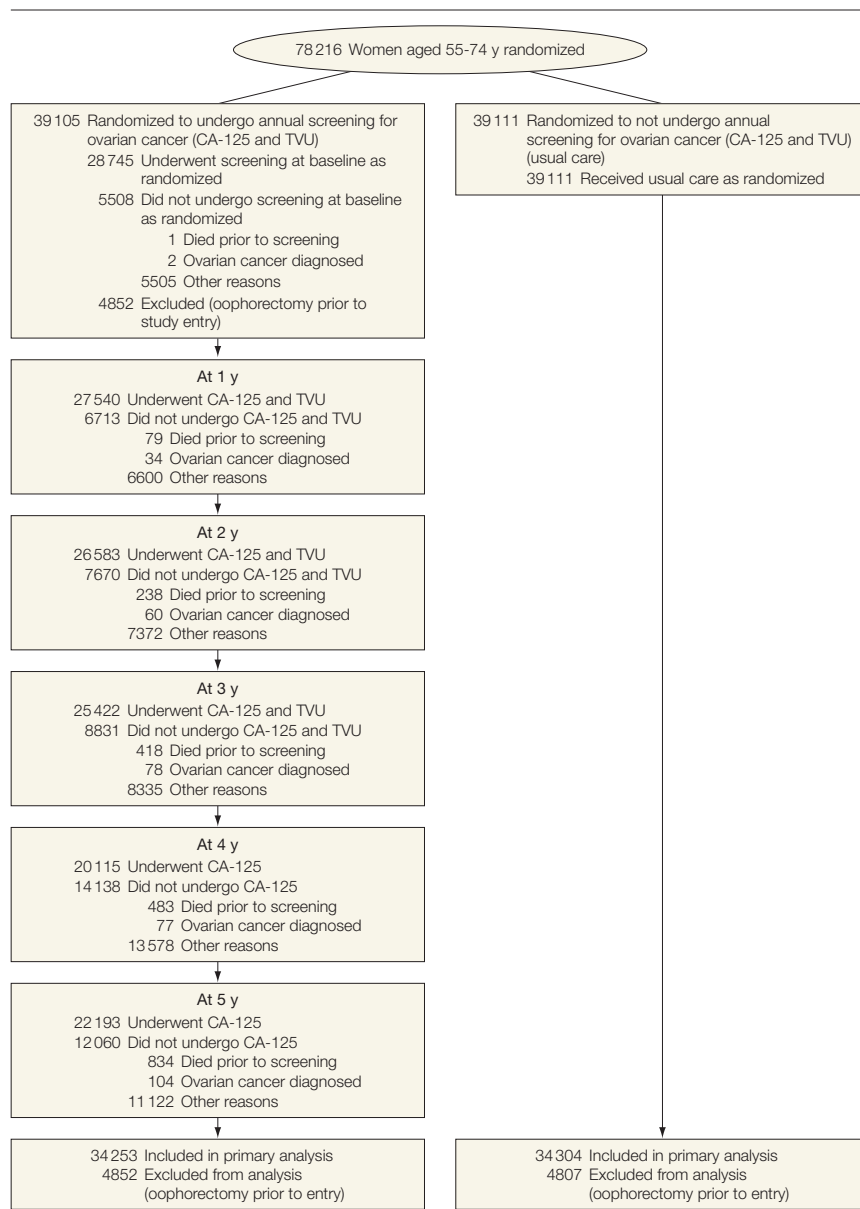 78 216 Women aged 55-74 y randomized
39 105 Randomized to undergo annual screening for
ovarian cancer (CA-125 and TVU)
28 745 Underwent screening at baseline as
randomized
5508 Did not undergo screening at baseline
as randomized
1 Died prior to screening
2 Ovarian cancer diagnosed
5505 Other reasons
4852 Excluded (oophorectomy prior to
study entry)
39 111 Randomized to not undergo annual
screening for ovarian cancer (CA-125 and TVU)
(usual care)
39 111 Received usual care as randomized
At 1 y
27 540 Underwent CA-125 and TVU
6713 Did not undergo CA-125 and TVU
79 Died prior to screening
34 Ovarian cancer diagnosed
6600 Other reasons
At 2 y
26 583 Underwent CA-125 and TVU
7670 Did not undergo CA-125 and TVU
238 Died prior to screening
60 Ovarian cancer diagnosed
7372 Other reasons
At 3 y
25 422 Underwent CA-125 and TVU
8831 Did not undergo CA-125 and TVU
418 Died prior to screening
78 Ovarian cancer diagnosed
8335 Other reasons
At 4 y
20 115 Underwent CA-125
14 138 Did not undergo CA-125
483 Died prior to screening
77 Ovarian cancer diagnosed
13 578 Other reasons
At 5 y
22 193 Underwent CA-125
12 060 Did not undergo CA-125
834 Died prior to screening
104 Ovarian cancer diagnosed
11 122 Other reasons
34 253 Included in primary analysis
4852 Excluded from analysis
(oophorectomy prior to entry)
34 304 Included in primary analysis
4807 Excluded from analysis
(oophorectomy prior to entry)